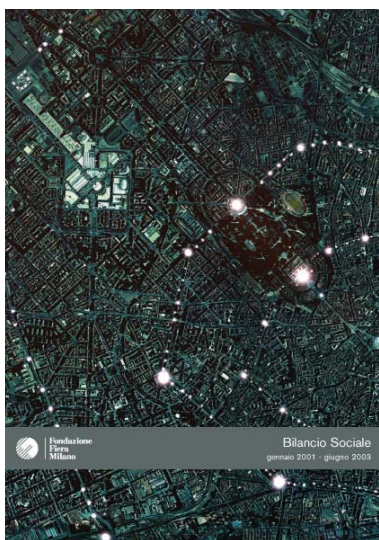 Fondazione
Fiera
Milano
Bilancio Sociale
gennaio 2001 - giugno 2003